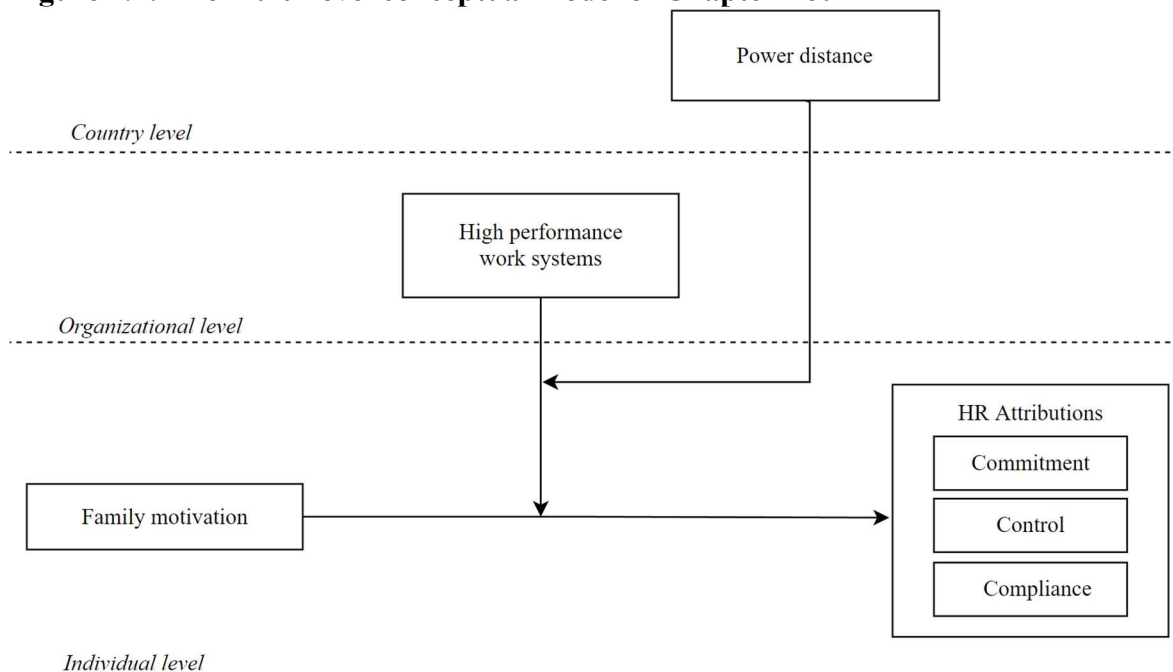 Power distance
Country level
High performance
work systems
Organizational level
HR Attributions
Commitment
Family motivation
Control
Compliance
Individual level